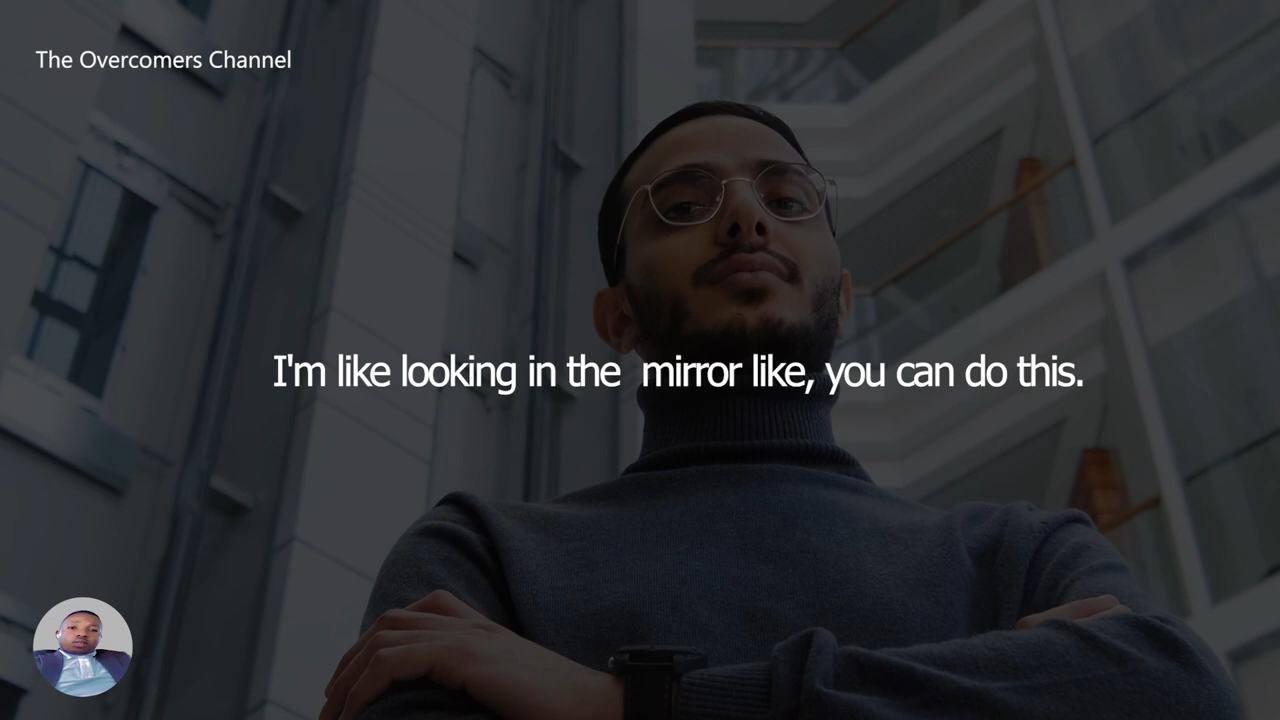 The Overcomers Channel
I'm like looking in the  mirror like, you can do this.